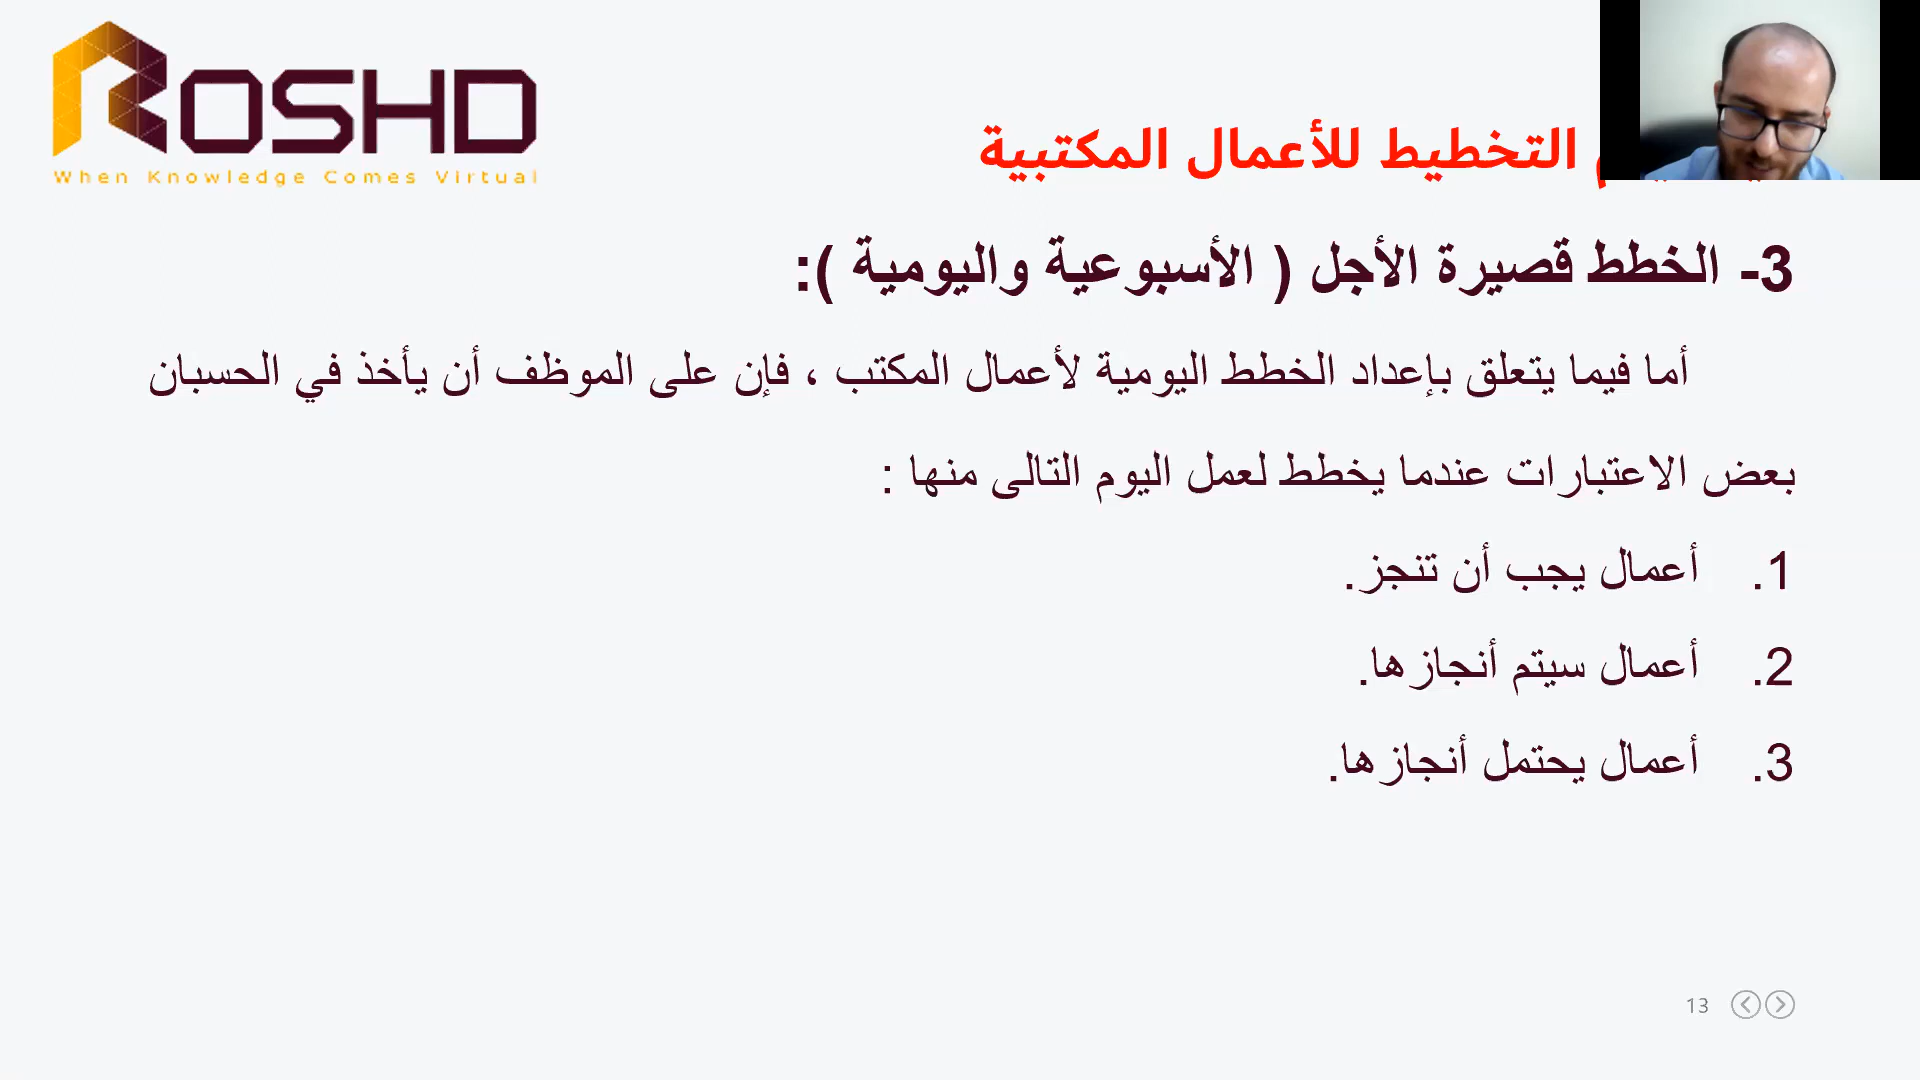 ROSHD
When Knowledge Comes Virtual
التخطيط للأعمال المكتبية
3- الخطط قصيرة الأجل ( الأسبوعية واليومية ):
أما فيما يتعلق بإعداد الخطط اليومية لأعمال المكتب ، فإن على الموظف أن يأخذ في الحسبان
بعض الاعتبارات عندما يخطط لعمل اليوم التالى منها :
1. أعمال يجب أن تنجز.
2. أعمال سيتم أنجازها.
3. أعمال يحتمل أنجازها.
13